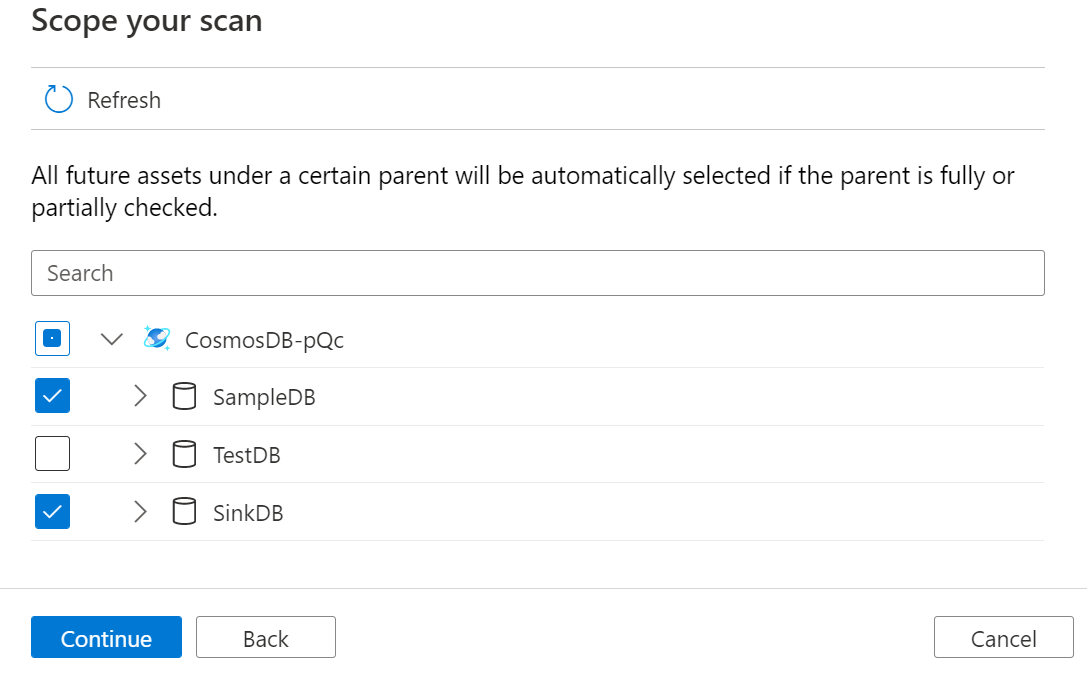 Scope your scan
Refresh
All future assets under a certain parent will be automatically selected if the parent is fully or
partially checked.
Search
CosmosDB-pQc
SampleDB
TestDB
SinkDB
Continue
Back
Cancel